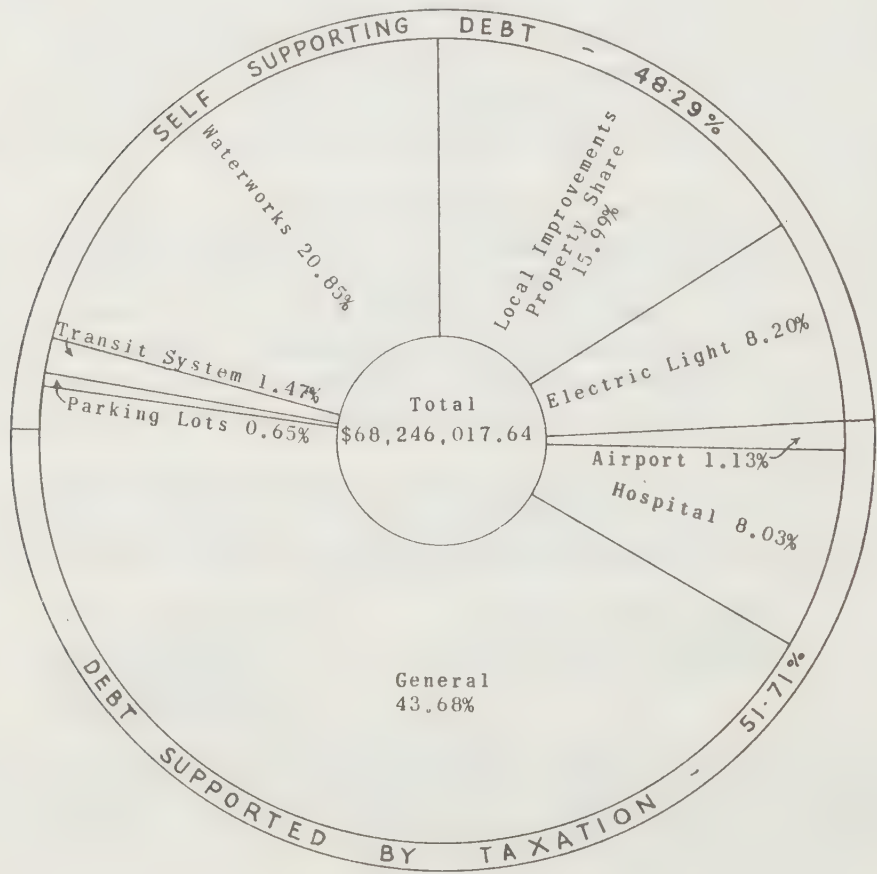 SELF SUPPORTING DEBT - 48.29%
Waterworks 20.85%
Local Improvements
Property Share
15.99%
Transit System 1.47%
Parking Lots 0.65%
Electric Light 8.20%
Total
$68,246,017.64
Airport 1.13%
Hospital 8.03%
General
43.68%
DEBT SUPPORTED BY TAXATION - 51.71%